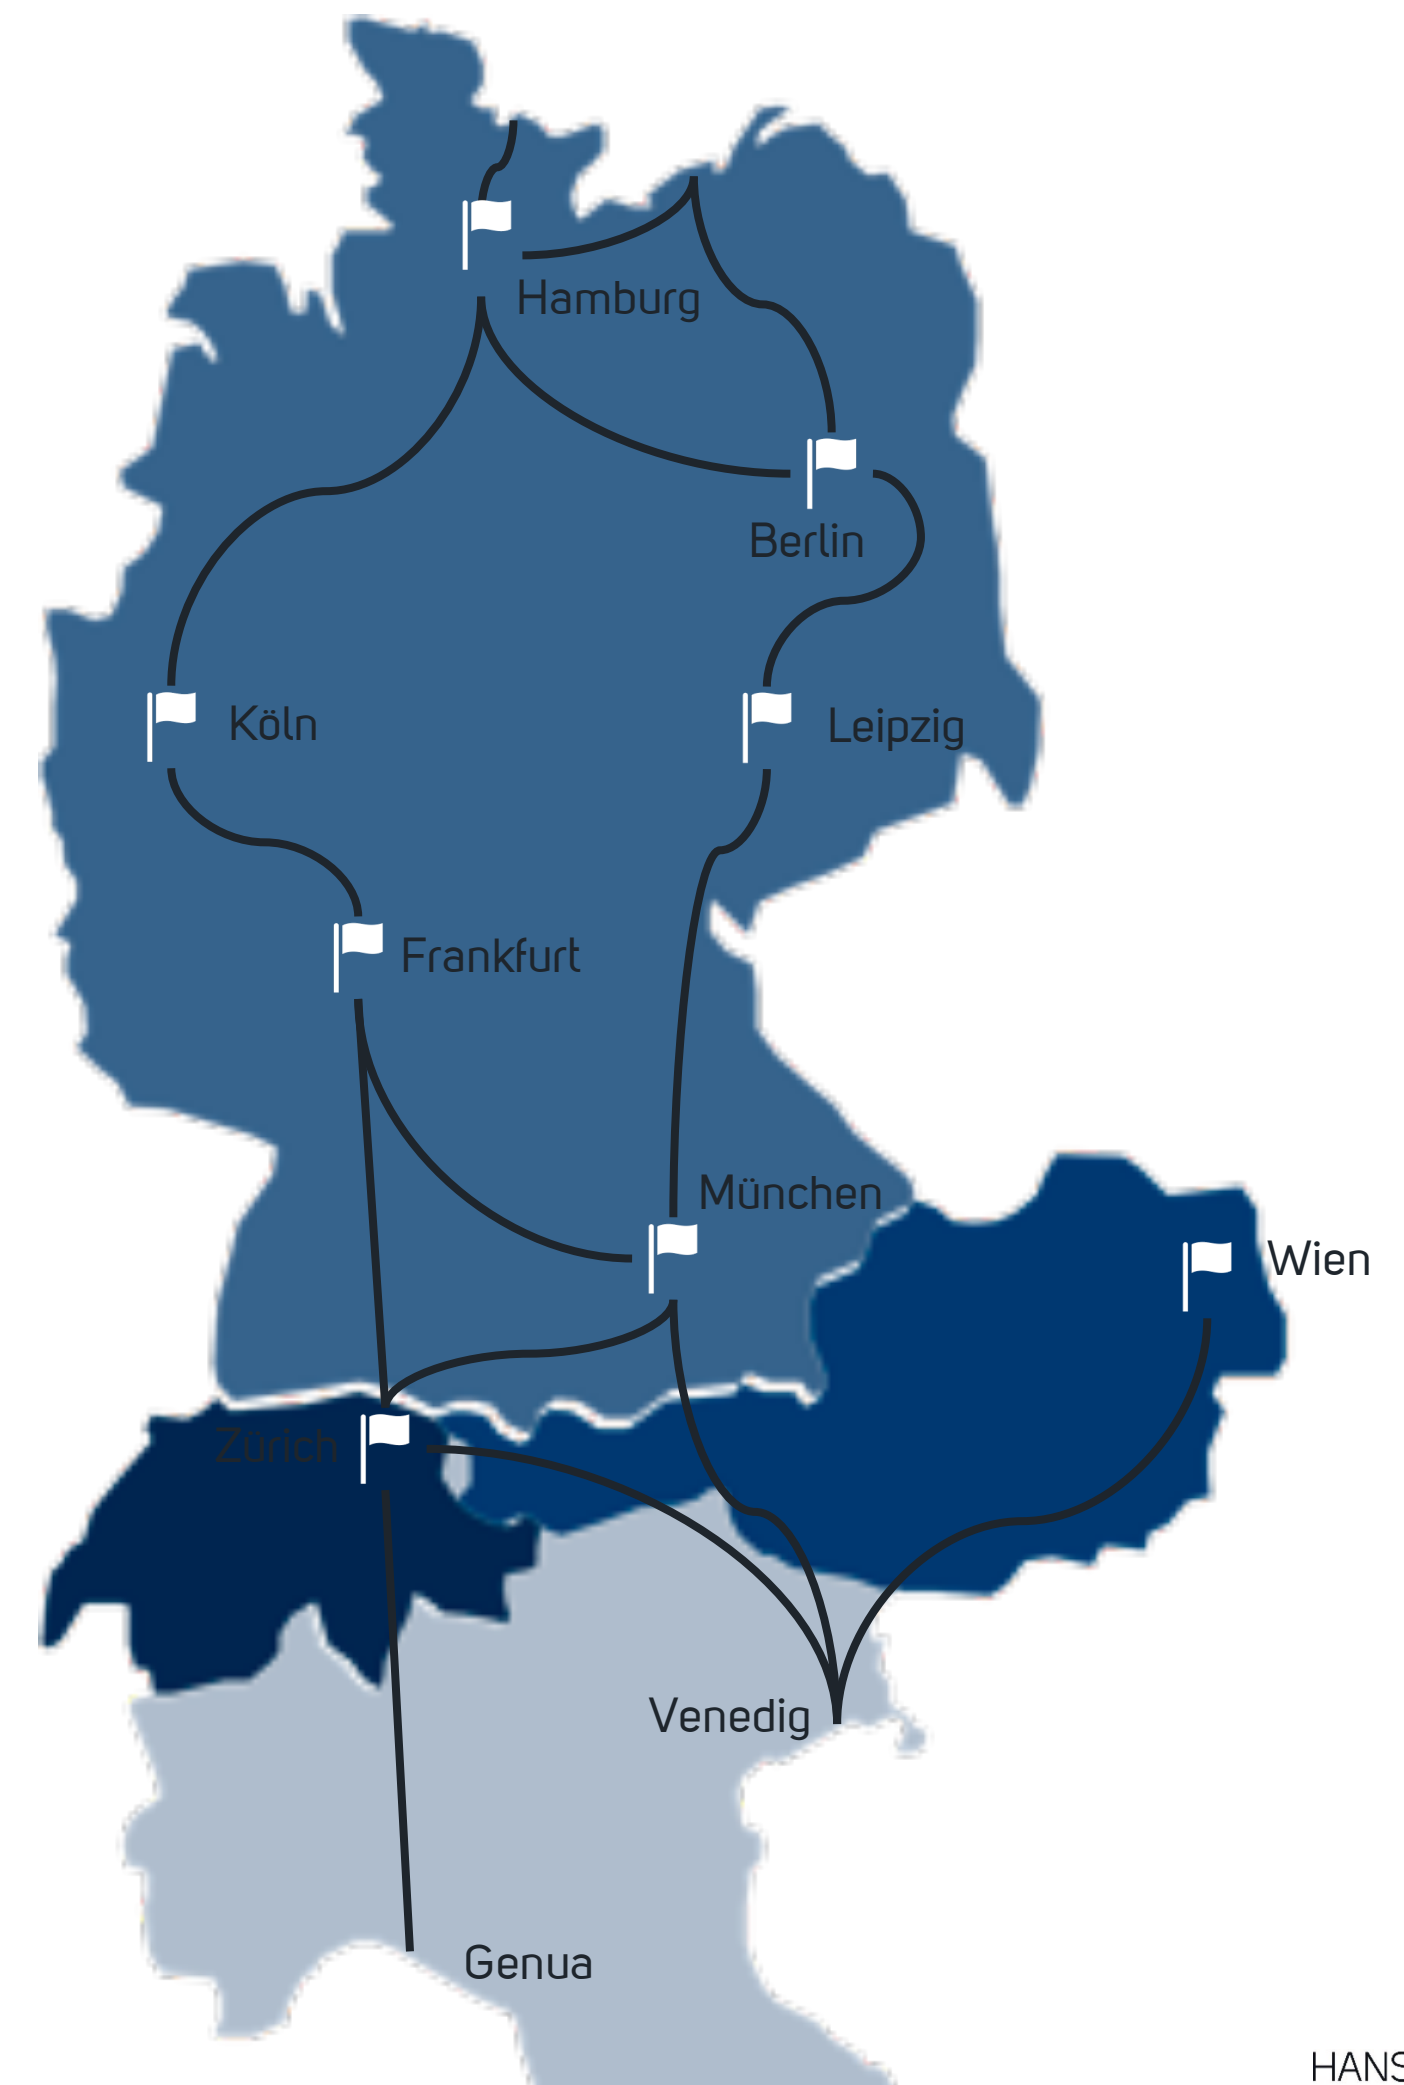 Hamburg
Berlin
Köln
Leipzig
Frankfurt
München
Wien
Zürich
Venedig
Genua
HANS